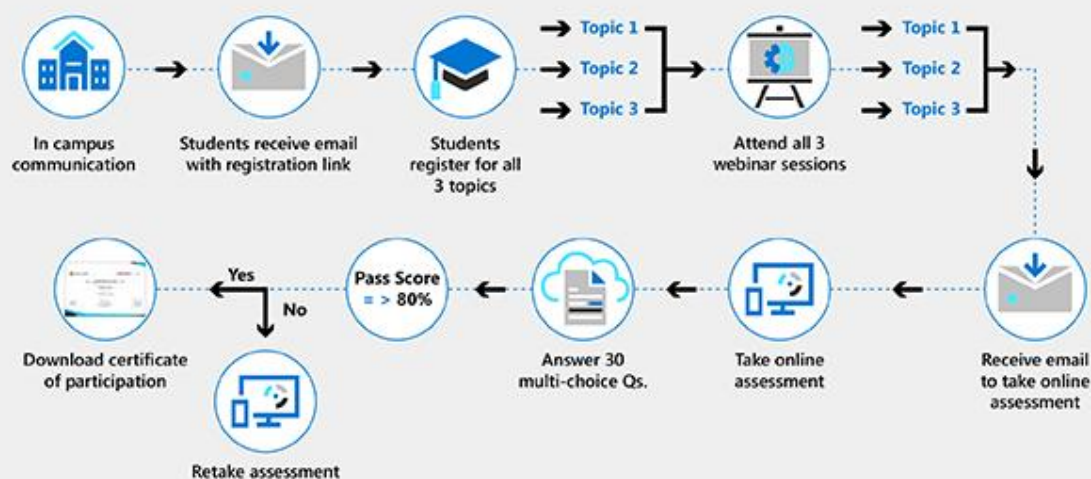 In campus
communication
Students receive email
with registration link
Students
register for all
3 topics
Topic 1
Topic 2
Topic 3
Attend all 3
webinar sessions
Topic 1
Topic 2
Topic 3
Receive email
to take online
assessment
Take online
assessment
Answer 30
multi-choice Qs.
Pass Score
= > 80%
Yes
No
Download certificate
of participation
Retake assessment